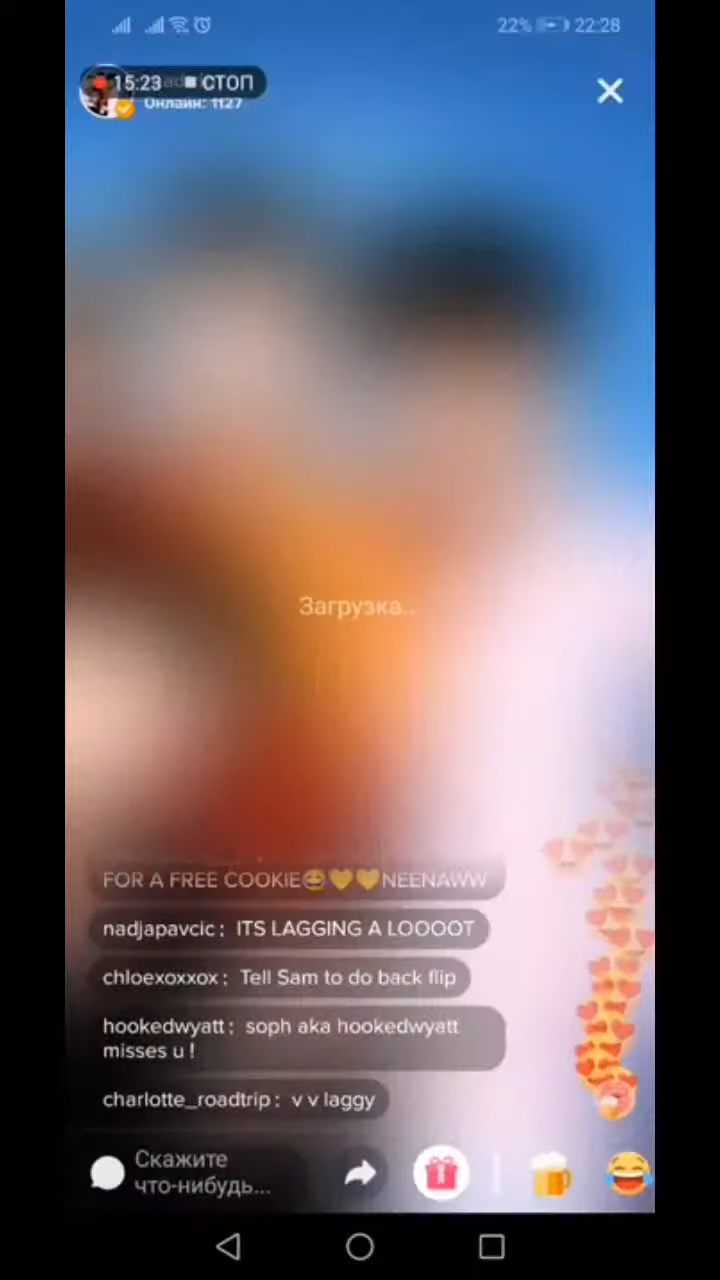 22% 22:28
15:23 СТОП
Онлайн: 1127
Загрузка..
FOR A FREE COOKIE😂💛💛NEENAWW
nadjapavcic : ITS LAGGING A LOOOOT
chloexoxxox : Tell Sam to do back flip
hookedwyatt : soph aka hookedwyatt
misses u !
charlotte_roadtrip : v v laggy
Скажите
что-нибудь...